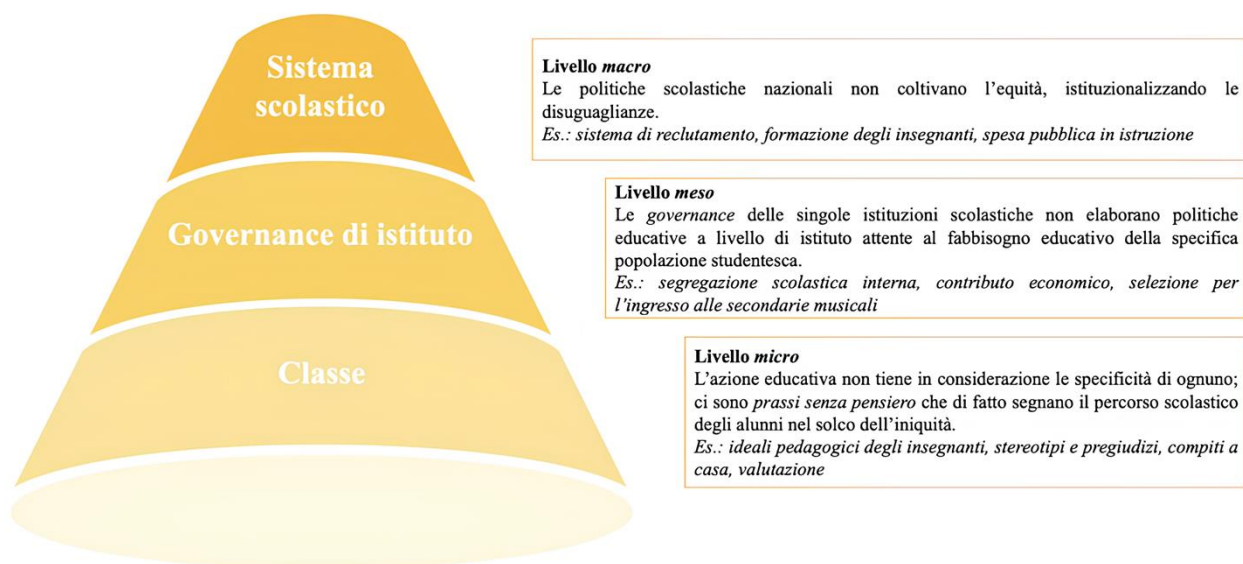 Sistema
scolastico
Governance di istituto
Classe
Livello macro
Le politiche scolastiche nazionali non coltivano l’equità, istituzionalizzando le
disuguaglianze.
Es.: sistema di reclutamento, formazione degli insegnanti, spesa pubblica in istruzione
Livello meso
Le governance delle singole istituzioni scolastiche non elaborano politiche
educative a livello di istituto attente al fabbisogno educativo della specifica
popolazione studentesca.
Es.: segregazione scolastica interna, contributo economico, selezione per
l’ingresso alle secondarie musicali
Livello micro
L’azione educativa non tiene in considerazione le specificità di ognuno;
ci sono prassi senza pensiero che di fatto segnano il percorso scolastico
degli alunni nel solco dell’iniquità.
Es.: ideali pedagogici degli insegnanti, stereotipi e pregiudizi, compiti a
casa, valutazione